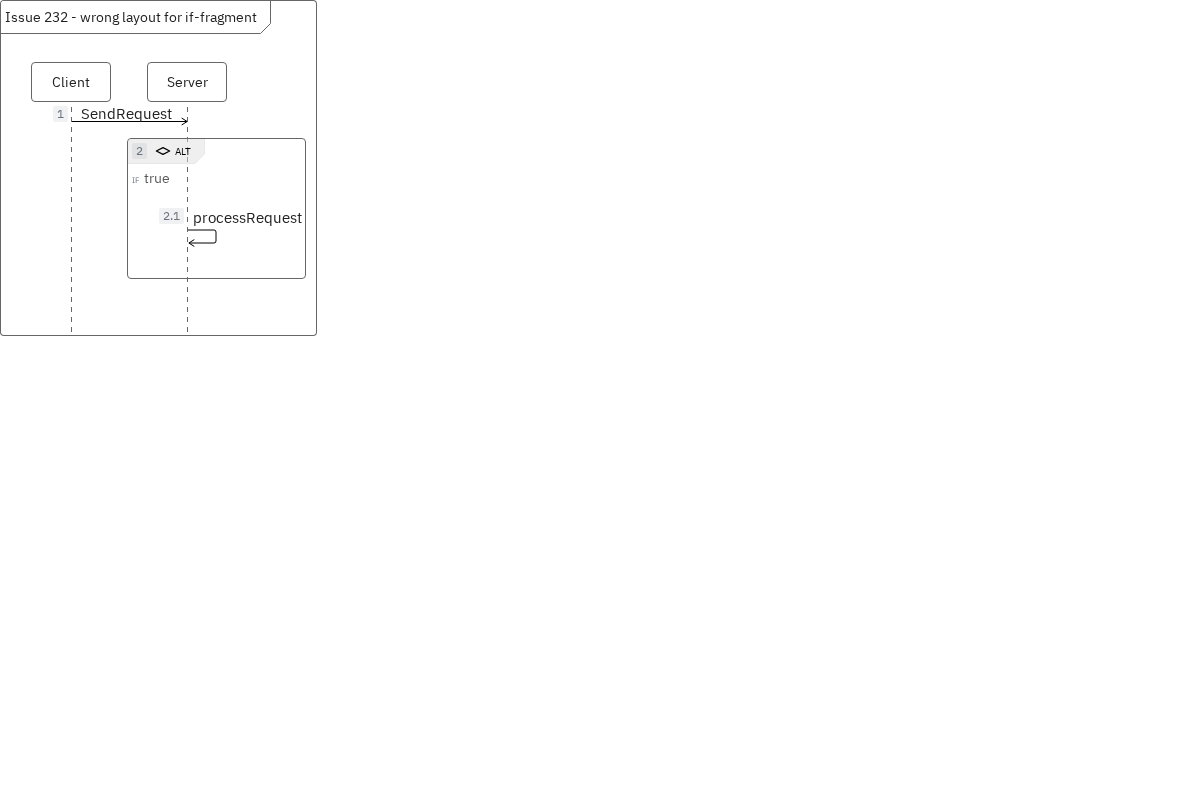 Issue 232 - wrong layout for if-fragment
Client Server
1 SendRequest
2 ALT
IF true
2.1 processRequest